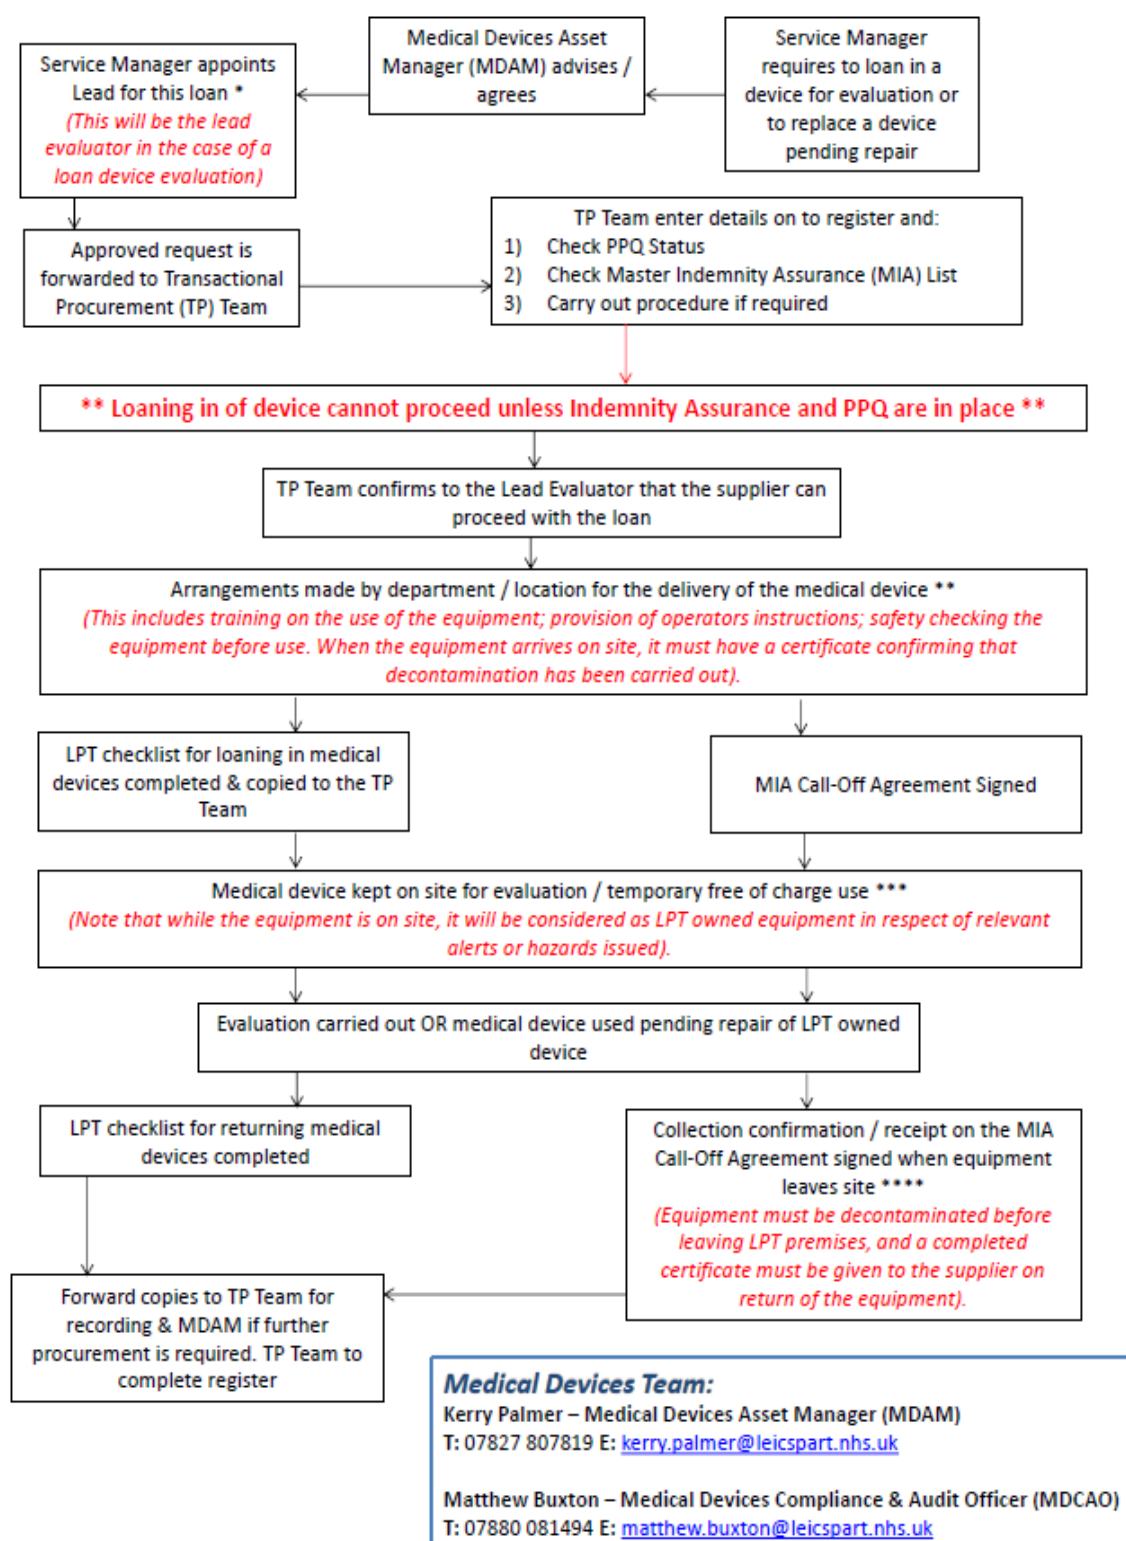 Service Manager
requires to loan in a
device for evaluation or
to replace a device
pending repair
Medical Devices Asset
Manager (MDAM) advises /
agrees
Service Manager appoints
Lead for this loan *
(This will be the lead
evaluator in the case of a
loan device evaluation)
Approved request is
forwarded to Transactional
Procurement (TP) Team
TP Team enter details on to register and:
1) Check PPQ Status
2) Check Master Indemnity Assurance (MIA) List
3) Carry out procedure if required
** Loaning in of device cannot proceed unless Indemnity Assurance and PPQ are in place **
TP Team confirms to the Lead Evaluator that the supplier can
proceed with the loan
Arrangements made by department / location for the delivery of the medical device **
(This includes training on the use of the equipment; provision of operators instructions; safety checking the
equipment before use. When the equipment arrives on site, it must have a certificate confirming that
decontamination has been carried out).
LPT checklist for loaning in medical
devices completed & copied to the TP
Team
MIA Call-Off Agreement Signed
Medical device kept on site for evaluation / temporary free of charge use ***
(Note that while the equipment is on site, it will be considered as LPT owned equipment in respect of relevant
alerts or hazards issued).
Evaluation carried out OR medical device used pending repair of LPT owned
device
LPT checklist for returning medical
devices completed
Collection confirmation / receipt on the MIA
Call-Off Agreement signed when equipment
leaves site ****
(Equipment must be decontaminated before
leaving LPT premises, and a completed
certificate must be given to the supplier on
return of the equipment).
Forward copies to TP Team for
recording & MDAM if further
procurement is required. TP Team to
complete register
Medical Devices Team:
Kerry Palmer – Medical Devices Asset Manager (MDAM)
T: 07827 807819 E: kerry.palmer@leicspart.nhs.uk
Matthew Buxton – Medical Devices Compliance & Audit Officer (MDCAO)
T: 07880 081494 E: matthew.buxton@leicspart.nhs.uk